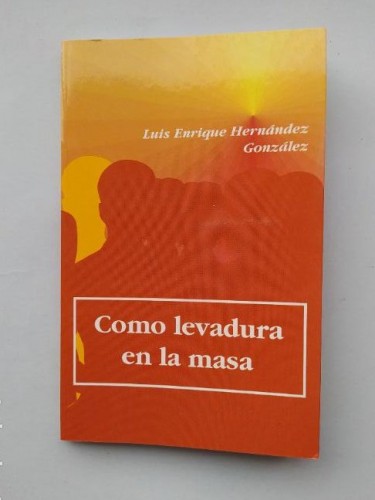 Luis Enrique Hernández
González
Como levadura
en la masa